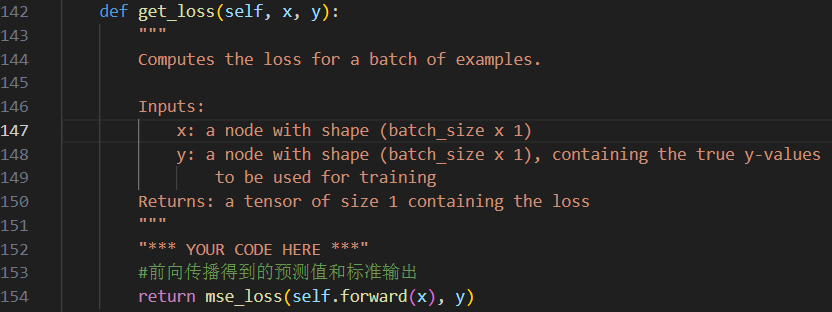 142 def get_loss(self, x, y):
143 """
144 Computes the loss for a batch of examples.
145
146 Inputs:
147 x: a node with shape (batch_size x 1)
148 y: a node with shape (batch_size x 1), containing the true y-values
149 to be used for training
150 Returns: a tensor of size 1 containing the loss
151 """
152 "*** YOUR CODE HERE ***"
153 #前向传播得到的预测值和标准输出
154 return mse_loss(self.forward(x), y)